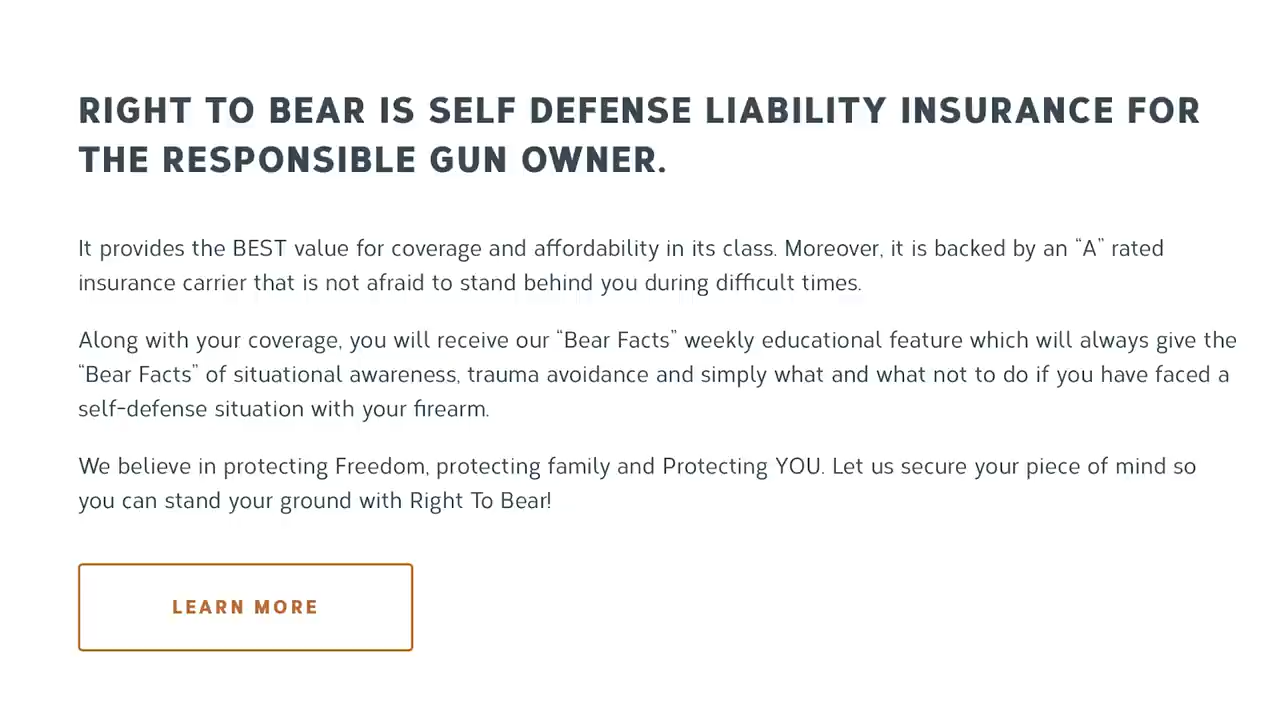 RIGHT TO BEAR IS SELF DEFENSE LIABILITY INSURANCE FOR
THE RESPONSIBLE GUN OWNER.
It provides the BEST value for coverage and affordability in its class. Moreover, it is backed by an “A” rated
insurance carrier that is not afraid to stand behind you during difficult times.
Along with your coverage, you will receive our “Bear Facts” weekly educational feature which will always give the
“Bear Facts” of situational awareness, trauma avoidance and simply what and what not to do if you have faced a
self-defense situation with your firearm.
We believe in protecting Freedom, protecting family and Protecting YOU. Let us secure your piece of mind so
you can stand your ground with Right To Bear!
LEARN MORE